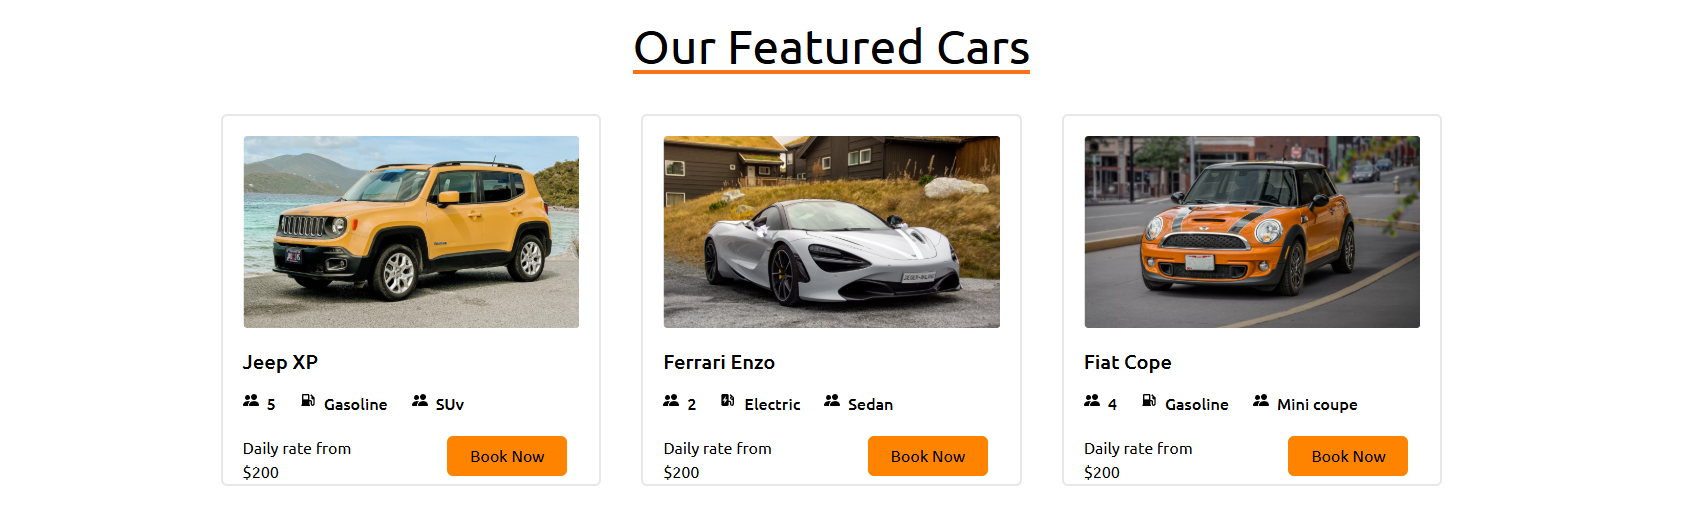 Our Featured Cars
Jeep XP
5 Gasoline SUv
Daily rate from
$200
Book Now
Ferrari Enzo
2 Electric Sedan
Daily rate from
$200
Book Now
Fiat Cope
4 Gasoline Mini coupe
Daily rate from
$200
Book Now